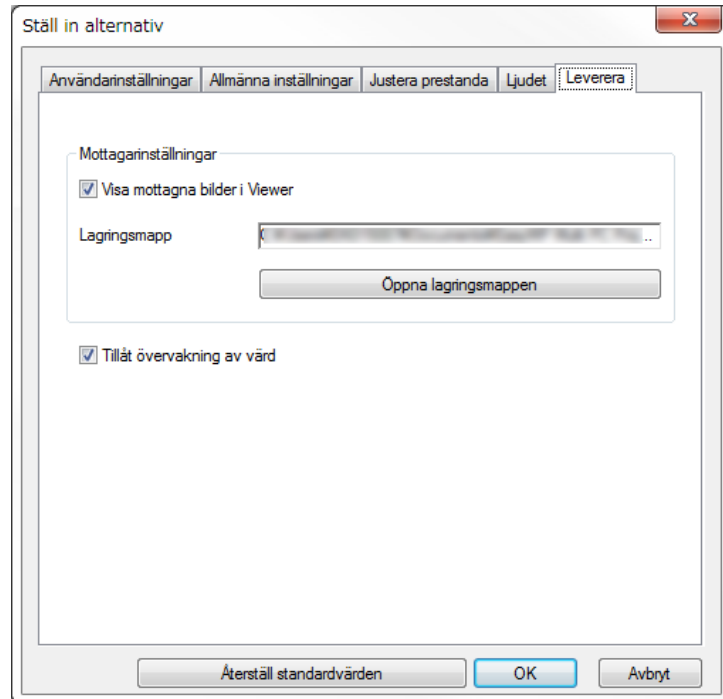 Ställ in alternativ
Användarinställningar Allmänna inställningar Justera prestanda Ljudet Leverera
Mottagarinställningar
Visa mottagna bilder i Viewer
Lagringsmapp
Öppna lagringsmappen
Tillåt övervakning av värd
Återställ standardvärden OK Avbryt